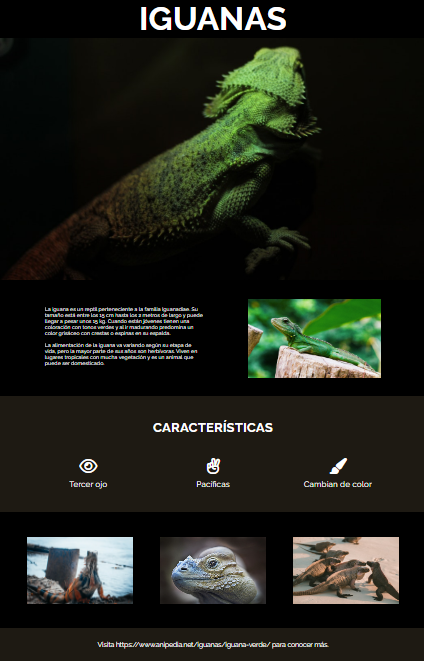 IGUANAS
La iguana es un reptil perteneciente a la familia Iguanadae. Su
tamaño está entre los 15 cm hasta los 2 metros de largo y puede
llegar a pesar unos 15 kg. Cuando están jóvenes tienen una
coloración con tonos verdes y al ir madurando predomina un
color grisáceo con crestas o espinas en su espalda.
La alimentación de la iguana va variando según su etapa de
vida, pero la mayor parte de sus años son herbívoras. Viven en
lugares tropicales con mucha vegetación y es un animal que
puede ser domesticado.
CARACTERÍSTICAS
Tercer ojo
Pacíficas
Cambian de color
Visita https://www.anipedia.net/iguanas/iguana-verde/ para conocer más.